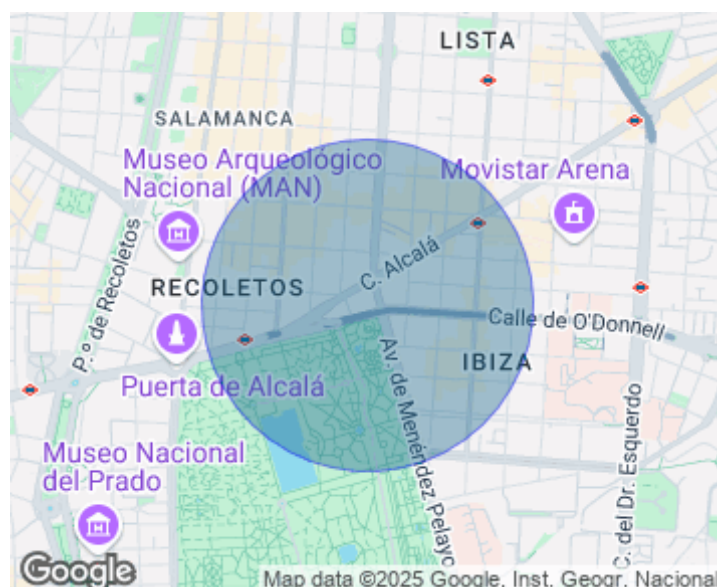 LISTA
SALAMANCA
Museo Arqueológico
Nacional (MAN)
Movistar Arena
C. Alcalá
P.º de Recoletos
RECOLETOS
Calle de O'Donnell
IBIZA
Puerta de Alcalá
Av. de Menéndez Pelayo
C. del Dr. Esquerdo
Museo Nacional
del Prado
Google
Map data ©2025 Google, Inst. Geogr. Nacional